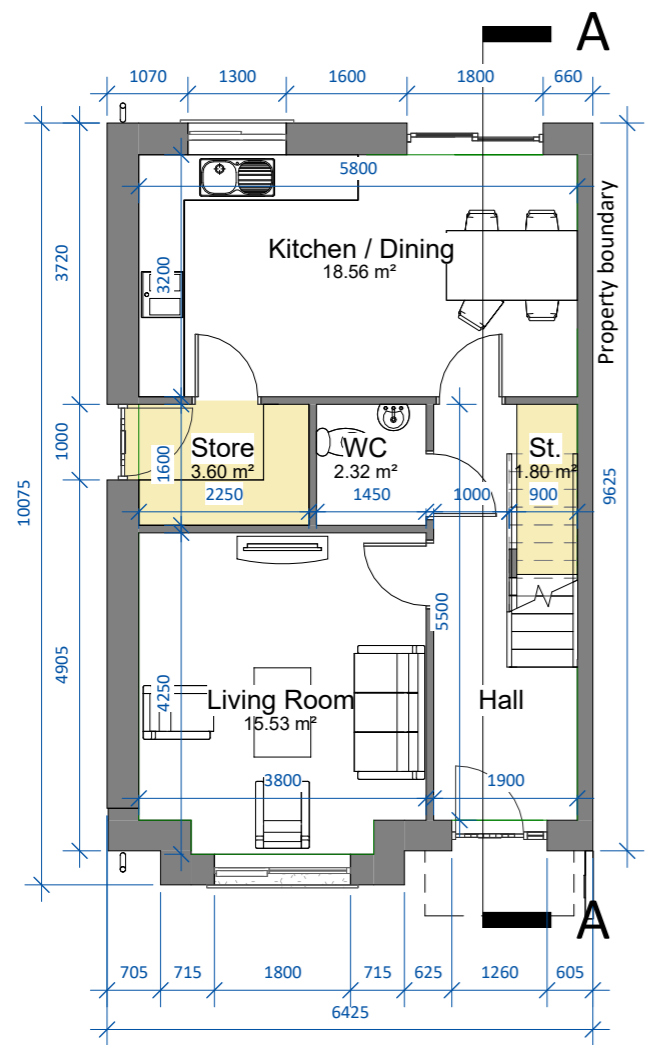 A
1070 1300 1600 1800 660
5800
Property boundary
Kitchen / Dining
18.56 m²
3720
3200
1000
Store
3.60 m²
1600
2250
WC
2.32 m²
1450
1000
St.
1.80 m²
900
10075
9625
5500
4905
4250
Living Room
15.53 m²
Hall
3800
1900
A
705 715 1800 715 625 1260 605
6425